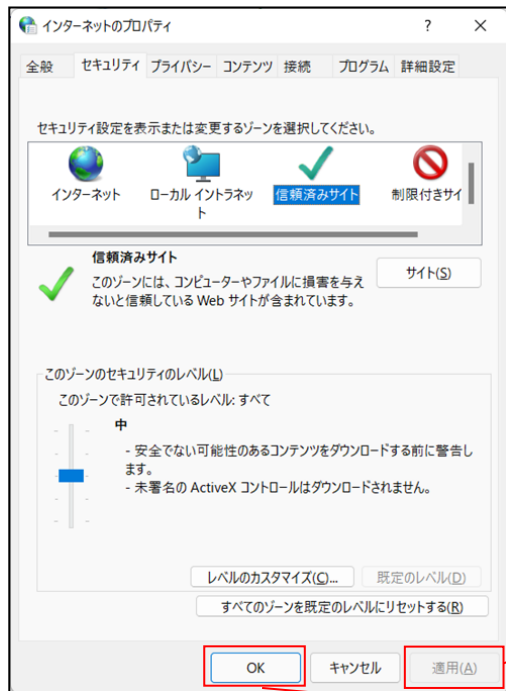 インターネットのプロパティ ? ×
全般 セキュリティ プライバシー コンテンツ 接続 プログラム 詳細設定
セキュリティ設定を表示または変更するゾーンを選択してください。
インターネット ローカル イントラネッ 信頼済みサイト 制限付きサイ
ト
信頼済みサイト
サイト(S)
このゾーンには、コンピューターやファイルに損害を与え
ないと信頼している Web サイトが含まれています。
このゾーンのセキュリティのレベル(L)
このゾーンで許可されているレベル: すべて
中
- 安全でない可能性のあるコンテンツをダウンロードする前に警告し
ます。
- 未署名の ActiveX コントロールはダウンロードされません。
レベルのカスタマイズ(C)... 既定のレベル(D)
すべてのゾーンを既定のレベルにリセットする(R)
OK キャンセル 適用(A)